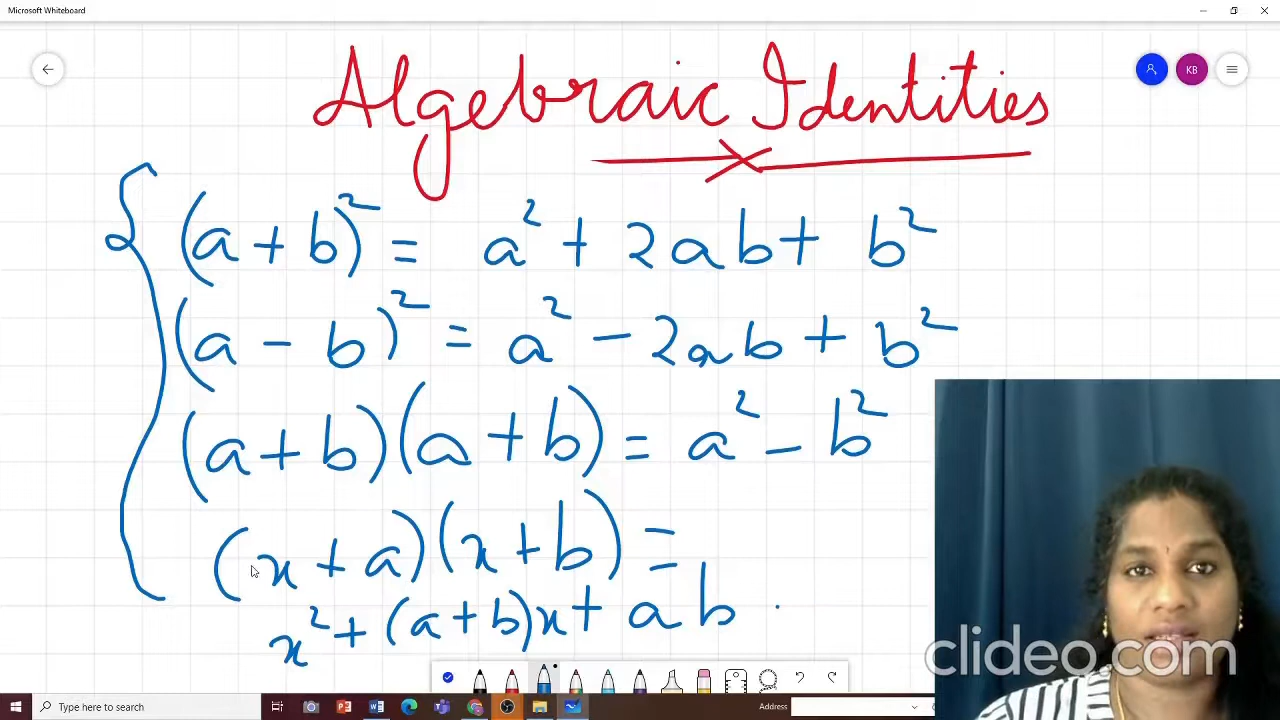 Microsoft Whiteboard
Algebraic Identities
KB
(a + b)² = a² + 2ab + b²
(a - b)² = a² - 2ab + b²
(a + b)(a + b) = a² - b²
(x + a)(x + b) =
x² + (a + b)x + ab .
clideo.com
Type here to search
Address